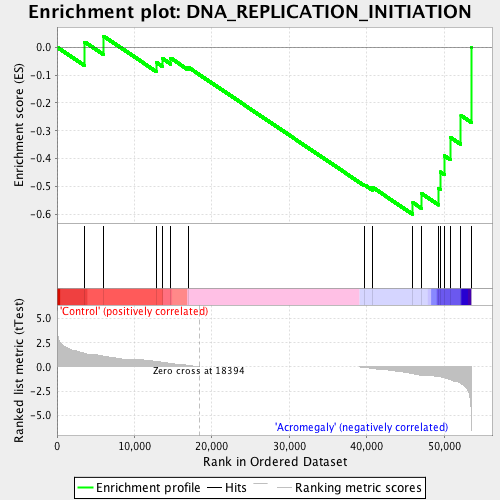 Enrichment plot: DNA_REPLICATION_INITIATION
Enrichment score (ES)
0.0
-0.1
-0.2
-0.3
-0.4
-0.5
-0.6
'Control' (positively correlated)
Ranked list metric (tTest)
5.0
2.5
0.0
-2.5
-5.0
Zero cross at 18394
'Acromegaly' (negatively correlated)
0 10,000 20,000 30,000 40,000 50,000
Rank in Ordered Dataset
Enrichment profile Hits Ranking metric scores